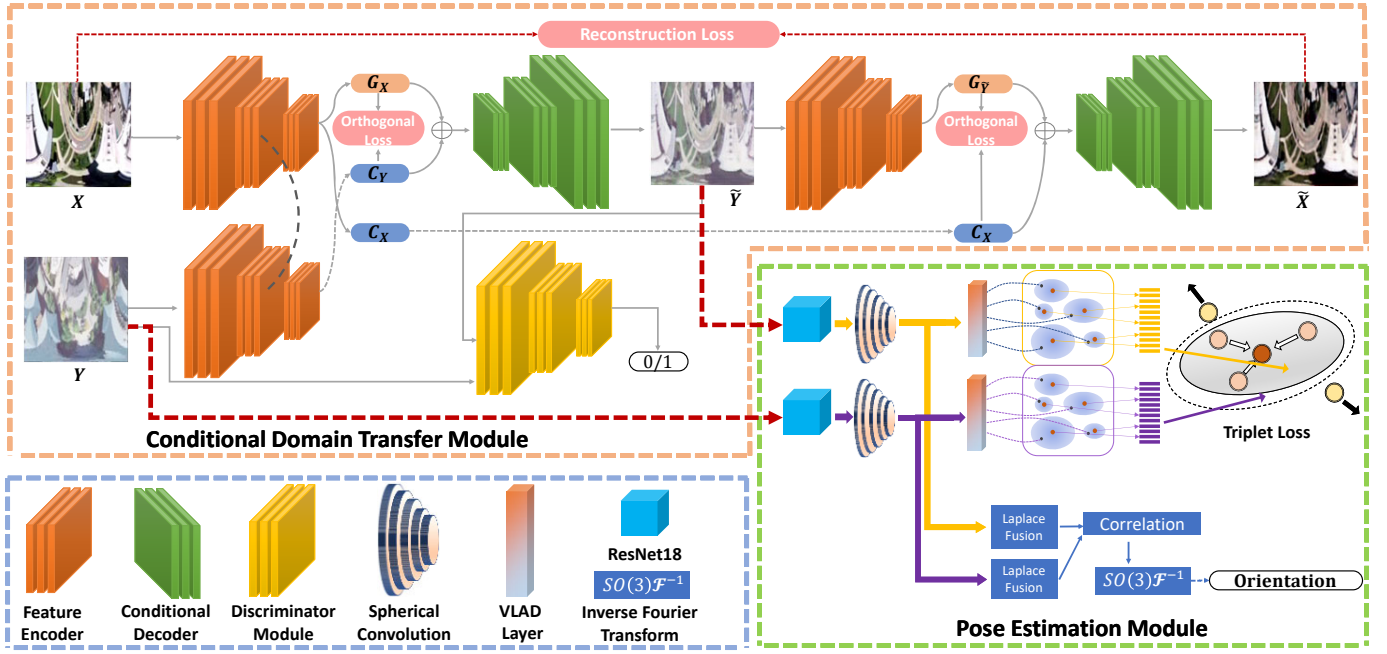 Reconstruction Loss
X
G_X
Orthogonal
Loss
C_Y
C_X
Ỹ
G_Ỹ
Orthogonal
Loss
C_X
X̃
Y
0/1
Conditional Domain Transfer Module
Triplet Loss
Laplace
Fusion
Correlation
Laplace
Fusion
SO(3)ℱ⁻¹
Orientation
Pose Estimation Module
Feature
Encoder
Conditional
Decoder
Discriminator
Module
Spherical
Convolution
VLAD
Layer
ResNet18
SO(3)ℱ⁻¹
Inverse Fourier
Transform